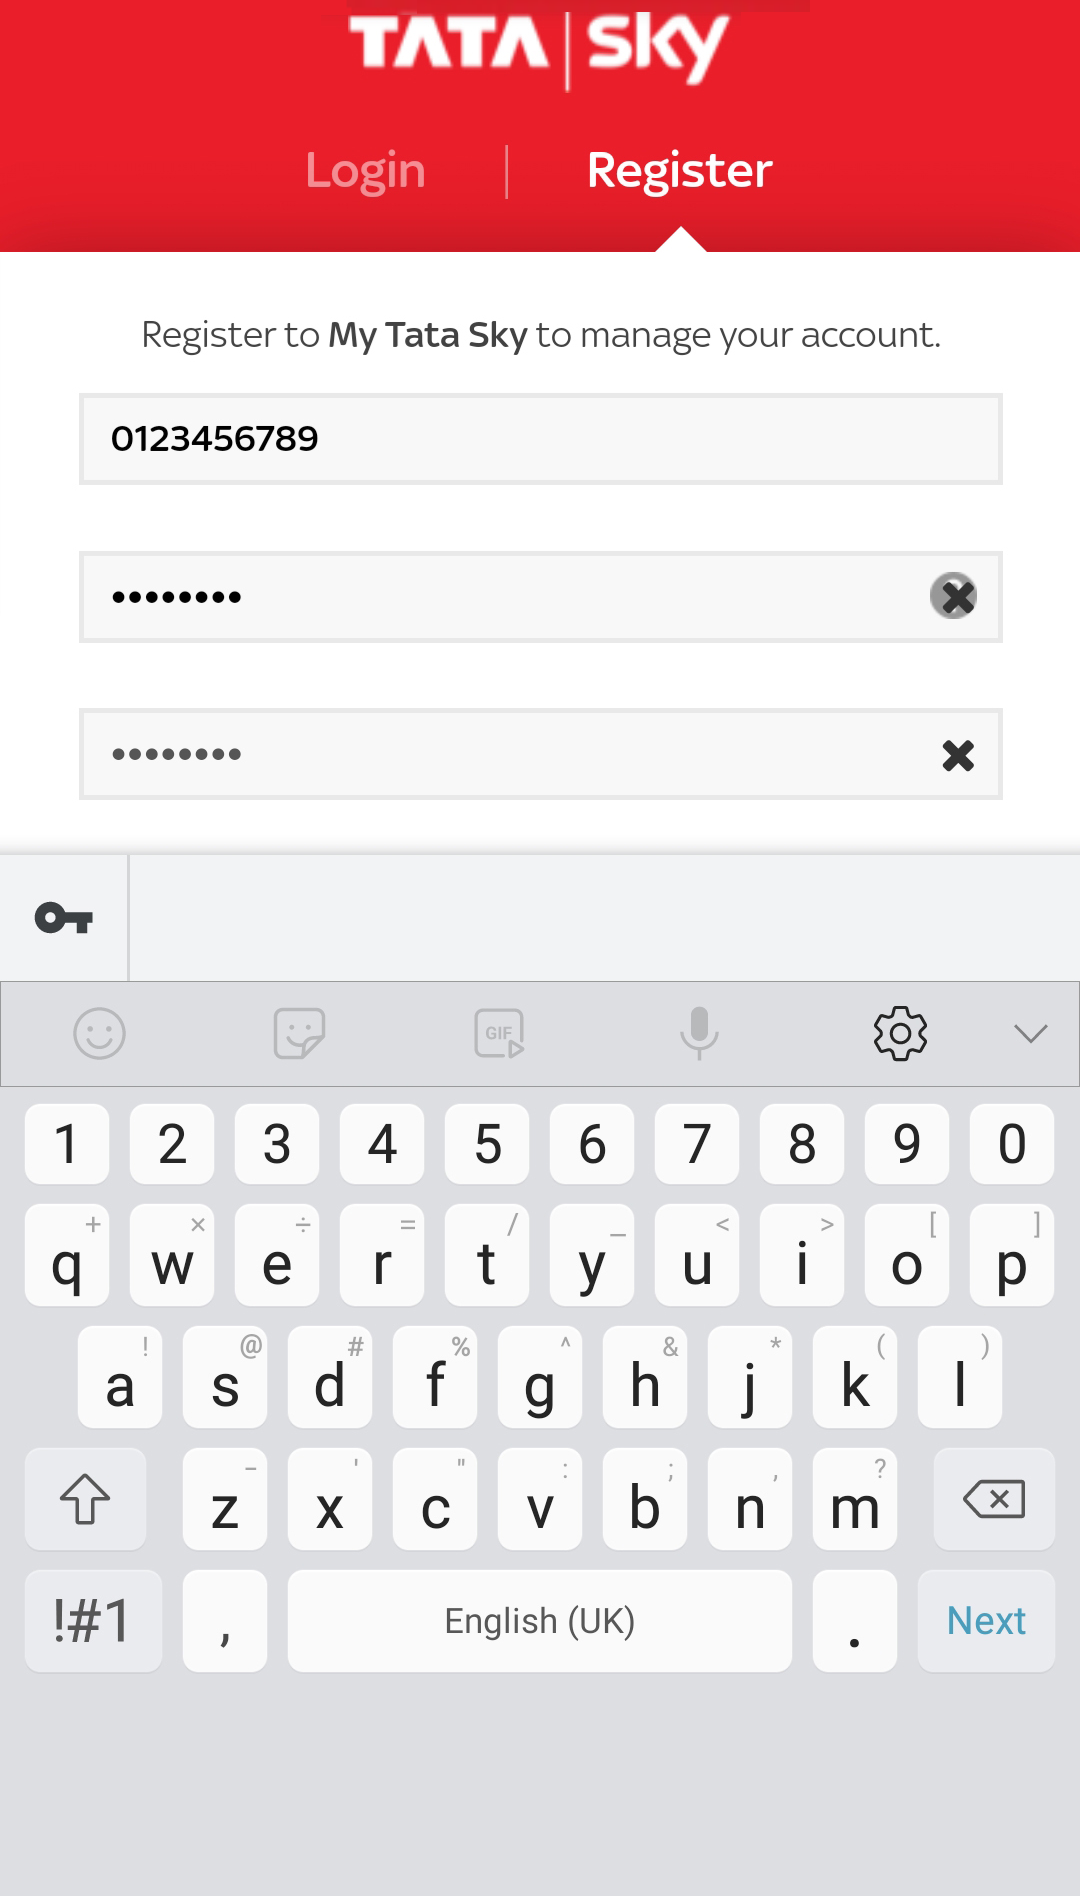 TATA | Sky
Login | Register
Register to My Tata Sky to manage your account.
0123456789
••••••••
••••••••
GIF
1 2 3 4 5 6 7 8 9 0
+ × ÷ = / _ < > [ ]
q w e r t y u i o p
! @ # % ^ & * ( )
a s d f g h j k l
- ' " : ; , ?
z x c v b n m
!#1 , English (UK) . Next